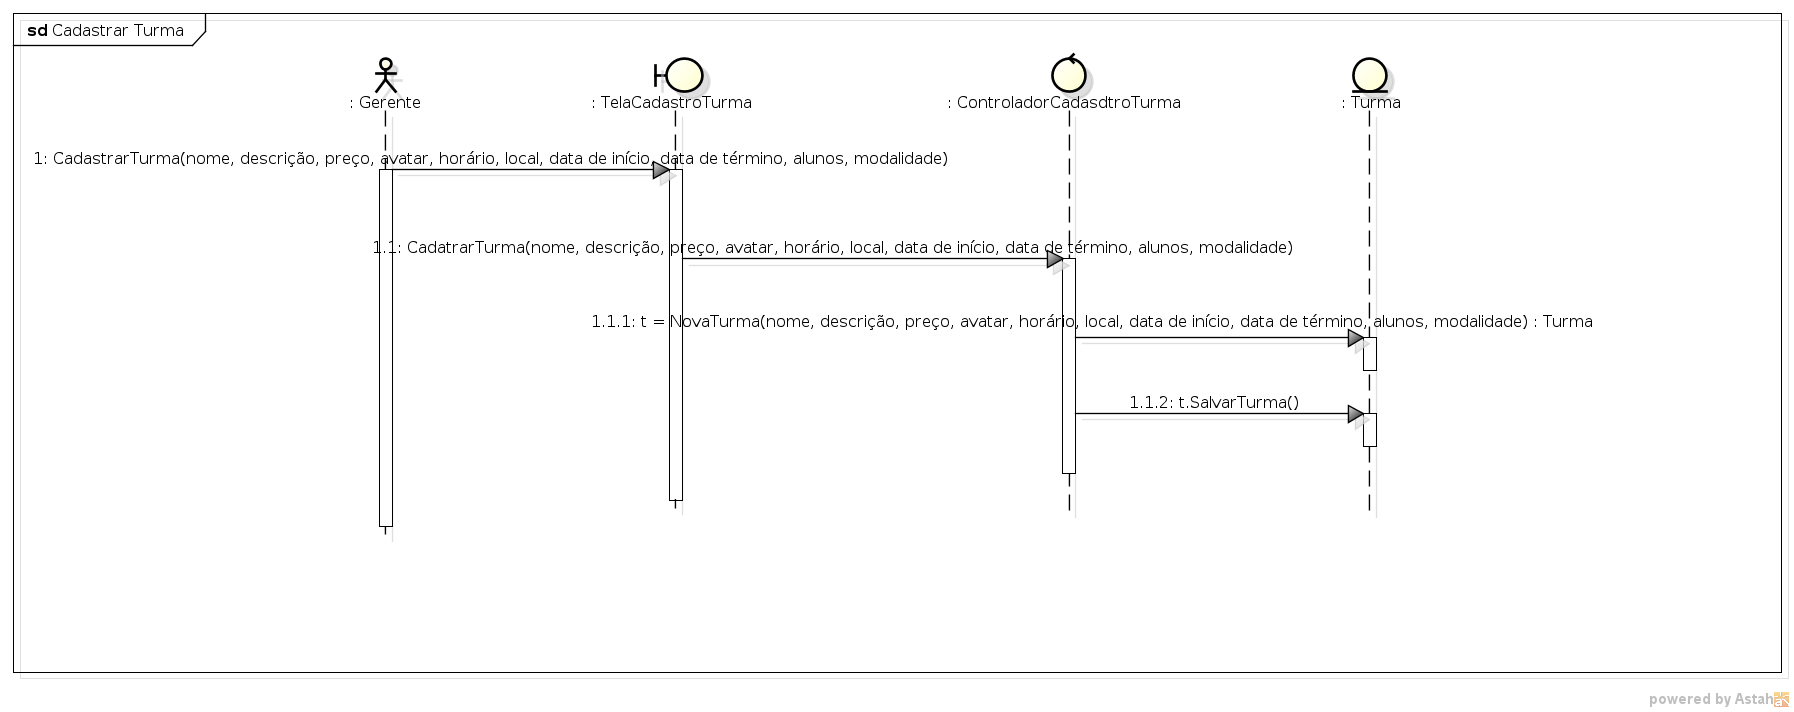 sd Cadastrar Turma
: Gerente
: TelaCadastroTurma
: ControladorCadasdtroTurma
: Turma
1: CadastrarTurma(nome, descrição, preço, avatar, horário, local, data de início, data de término, alunos, modalidade)
1.1: CadatrarTurma(nome, descrição, preço, avatar, horário, local, data de início, data de término, alunos, modalidade)
1.1.1: t = NovaTurma(nome, descrição, preço, avatar, horário, local, data de início, data de término, alunos, modalidade) : Turma
1.1.2: t.SalvarTurma()
powered by Astah